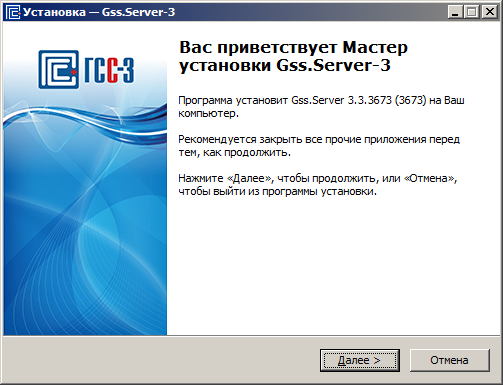 Установка — Gss.Server-3
ГСС-3
Вас приветствует Мастер
установки Gss.Server-3
Программа установит Gss.Server 3.3.3673 (3673) на Ваш
компьютер.
Рекомендуется закрыть все прочие приложения перед
тем, как продолжить.
Нажмите «Далее», чтобы продолжить, или «Отмена»,
чтобы выйти из программы установки.
Далее >
Отмена